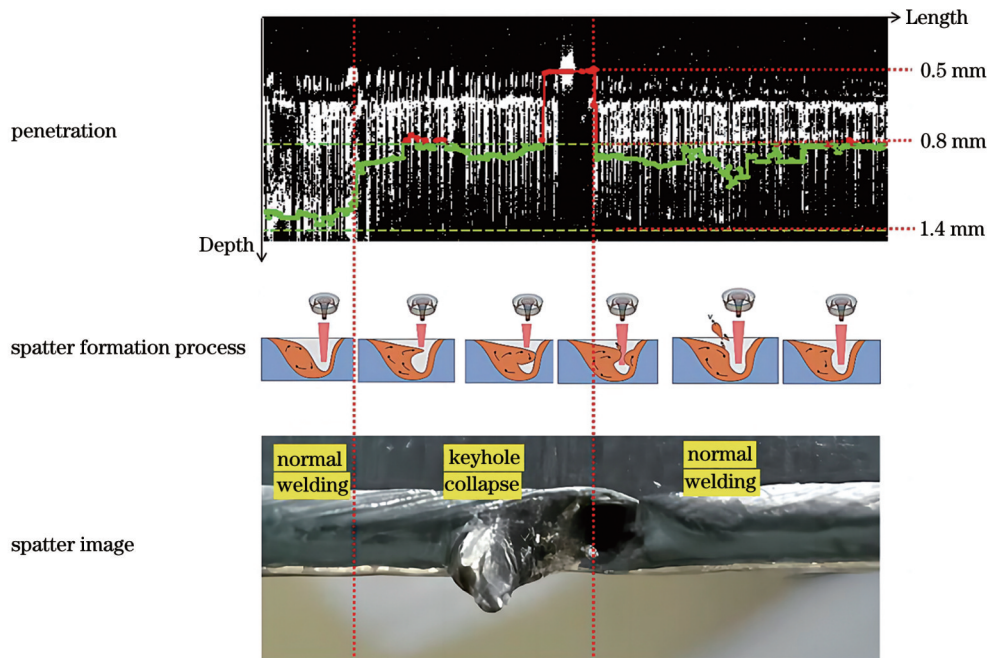 Length
0.5 mm
penetration
0.8 mm
1.4 mm
Depth
v
spatter formation process
normal
welding
keyhole
collapse
normal
welding
spatter image